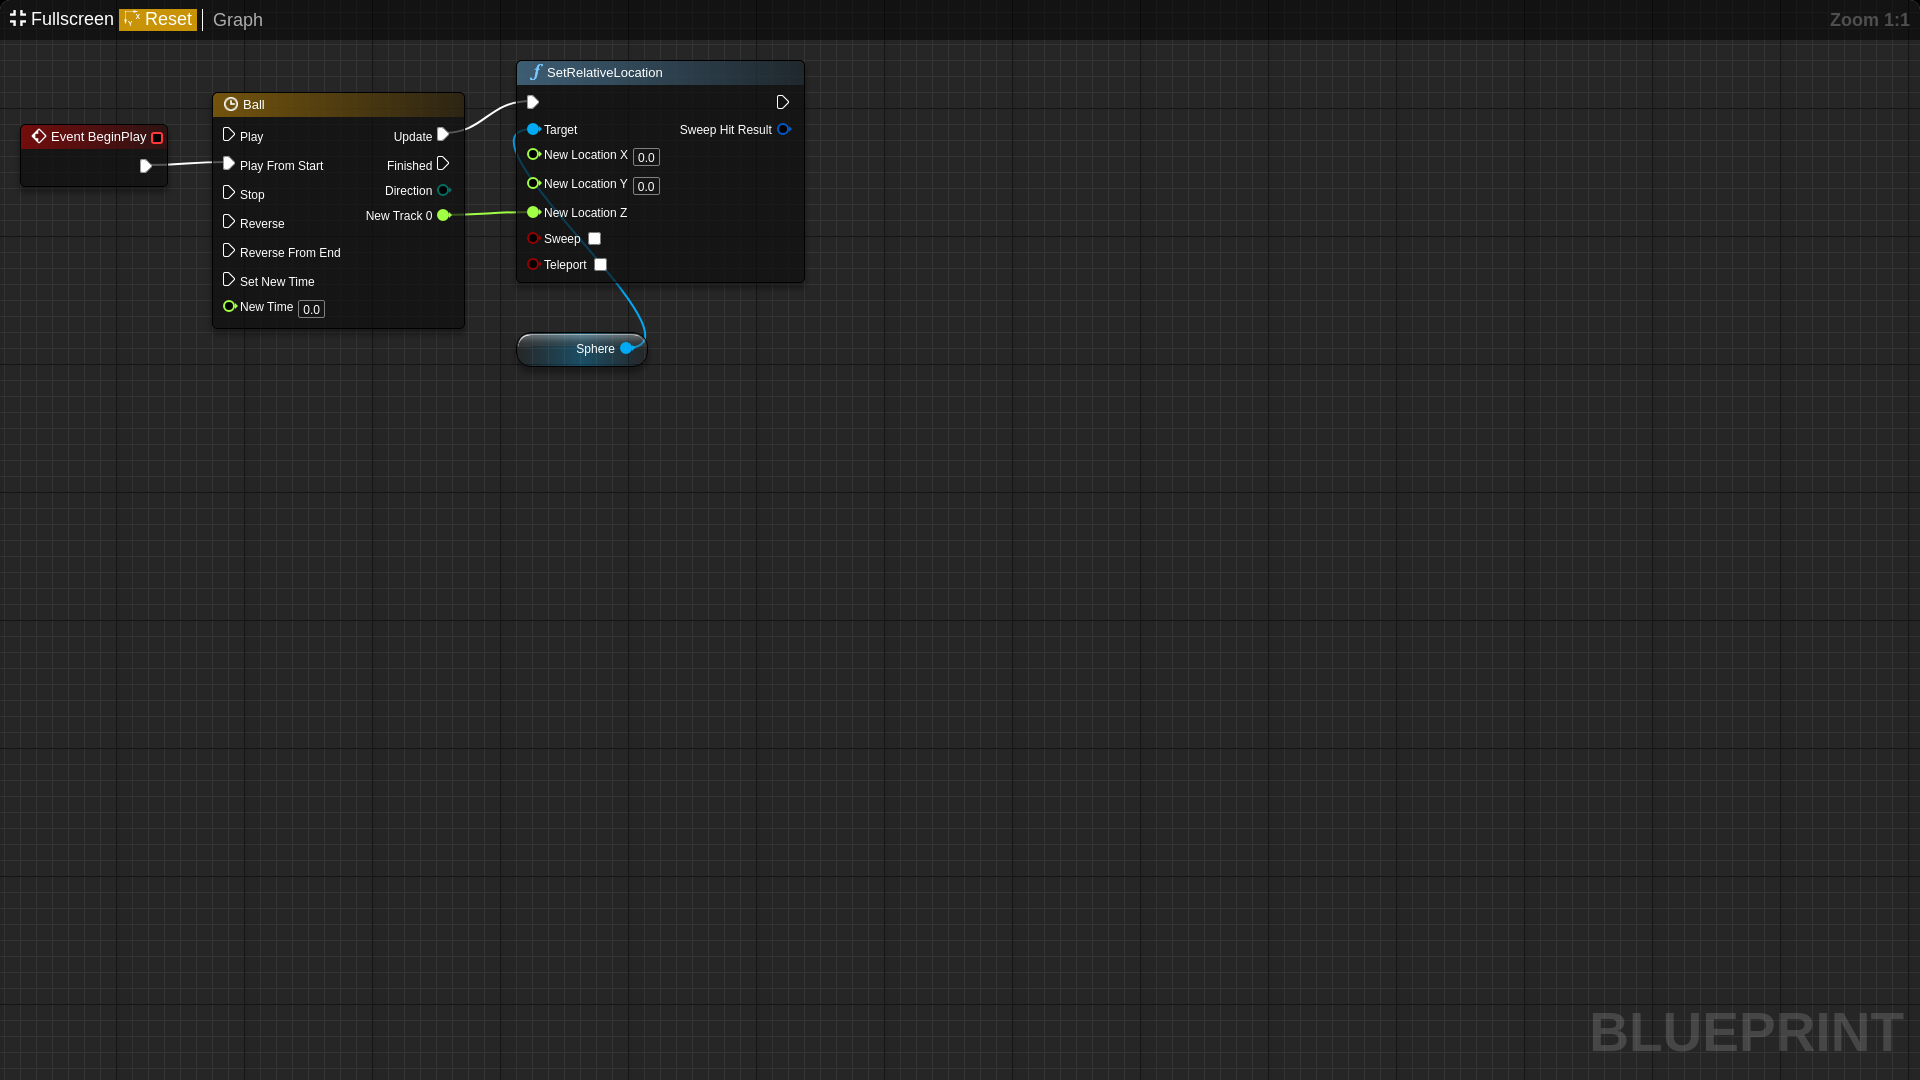 Fullscreen Reset Graph Zoom 1:1
Event BeginPlay
Ball
Play Update
Play From Start Finished
Stop Direction
Reverse New Track 0
Reverse From End
Set New Time
New Time 0.0
SetRelativeLocation
Target Sweep Hit Result
New Location X 0.0
New Location Y 0.0
New Location Z
Sweep
Teleport
Sphere
BLUEPRINT